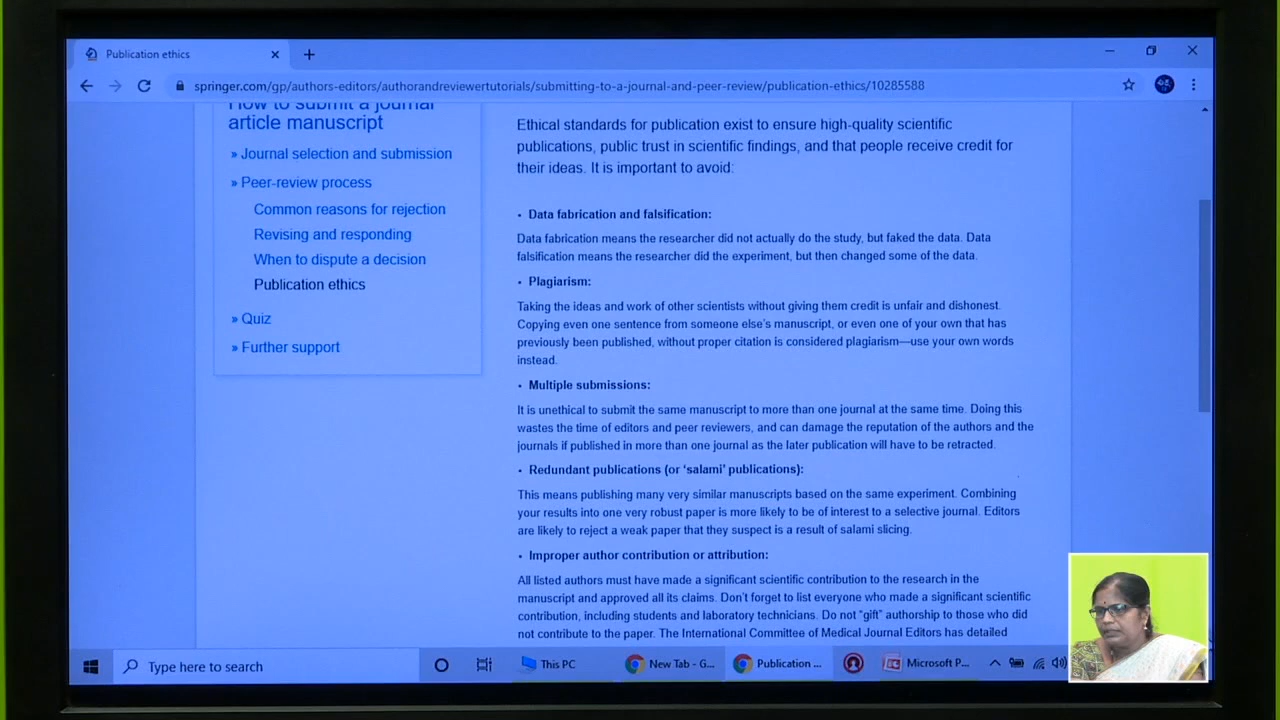 Publication ethics
springer.com/gp/authors-editors/authorandreviewertutorials/submitting-to-a-journal-and-peer-review/publication-ethics/10285588
How to submit a journal
article manuscript
» Journal selection and submission
» Peer-review process
Common reasons for rejection
Revising and responding
When to dispute a decision
Publication ethics
» Quiz
» Further support
Ethical standards for publication exist to ensure high-quality scientific
publications, public trust in scientific findings, and that people receive credit for
their ideas. It is important to avoid:
• Data fabrication and falsification:
Data fabrication means the researcher did not actually do the study, but faked the data. Data
falsification means the researcher did the experiment, but then changed some of the data.
• Plagiarism:
Taking the ideas and work of other scientists without giving them credit is unfair and dishonest.
Copying even one sentence from someone else's manuscript, or even one of your own that has
previously been published, without proper citation is considered plagiarism—use your own words
instead.
• Multiple submissions:
It is unethical to submit the same manuscript to more than one journal at the same time. Doing this
wastes the time of editors and peer reviewers, and can damage the reputation of the authors and the
journals if published in more than one journal as the later publication will have to be retracted.
• Redundant publications (or 'salami' publications):
This means publishing many very similar manuscripts based on the same experiment. Combining
your results into one very robust paper is more likely to be of interest to a selective journal. Editors
are likely to reject a weak paper that they suspect is a result of salami slicing.
• Improper author contribution or attribution:
All listed authors must have made a significant scientific contribution to the research in the
manuscript and approved all its claims. Don't forget to list everyone who made a significant scientific
contribution, including students and laboratory technicians. Do not "gift" authorship to those who did
not contribute to the paper. The International Committee of Medical Journal Editors has detailed
Type here to search
This PC
New Tab - G...
Publication ...
Microsoft P...